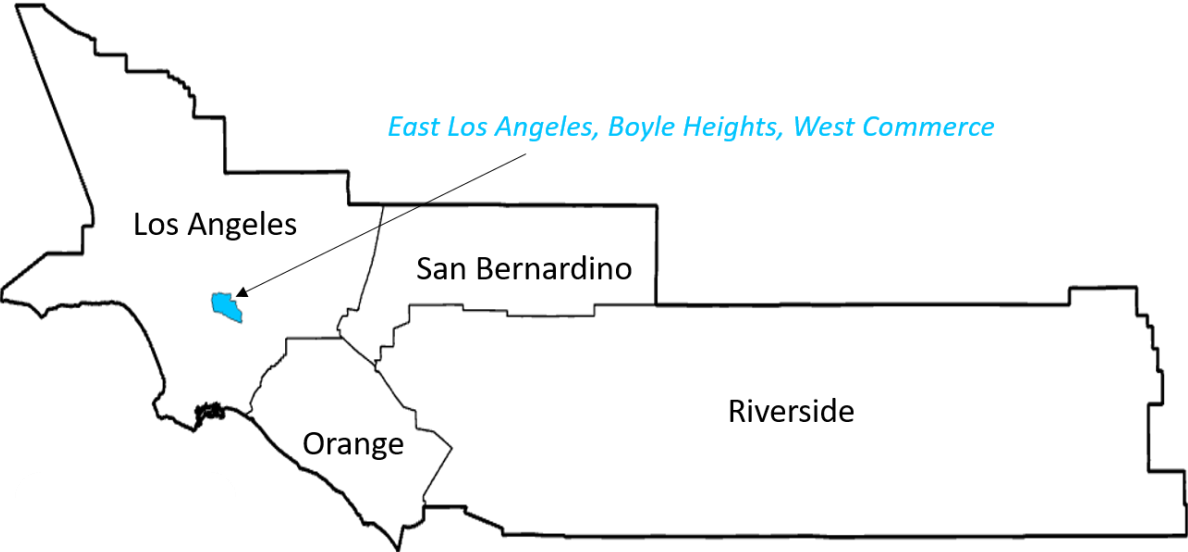 East Los Angeles, Boyle Heights, West Commerce
Los Angeles
San Bernardino
Riverside
Orange